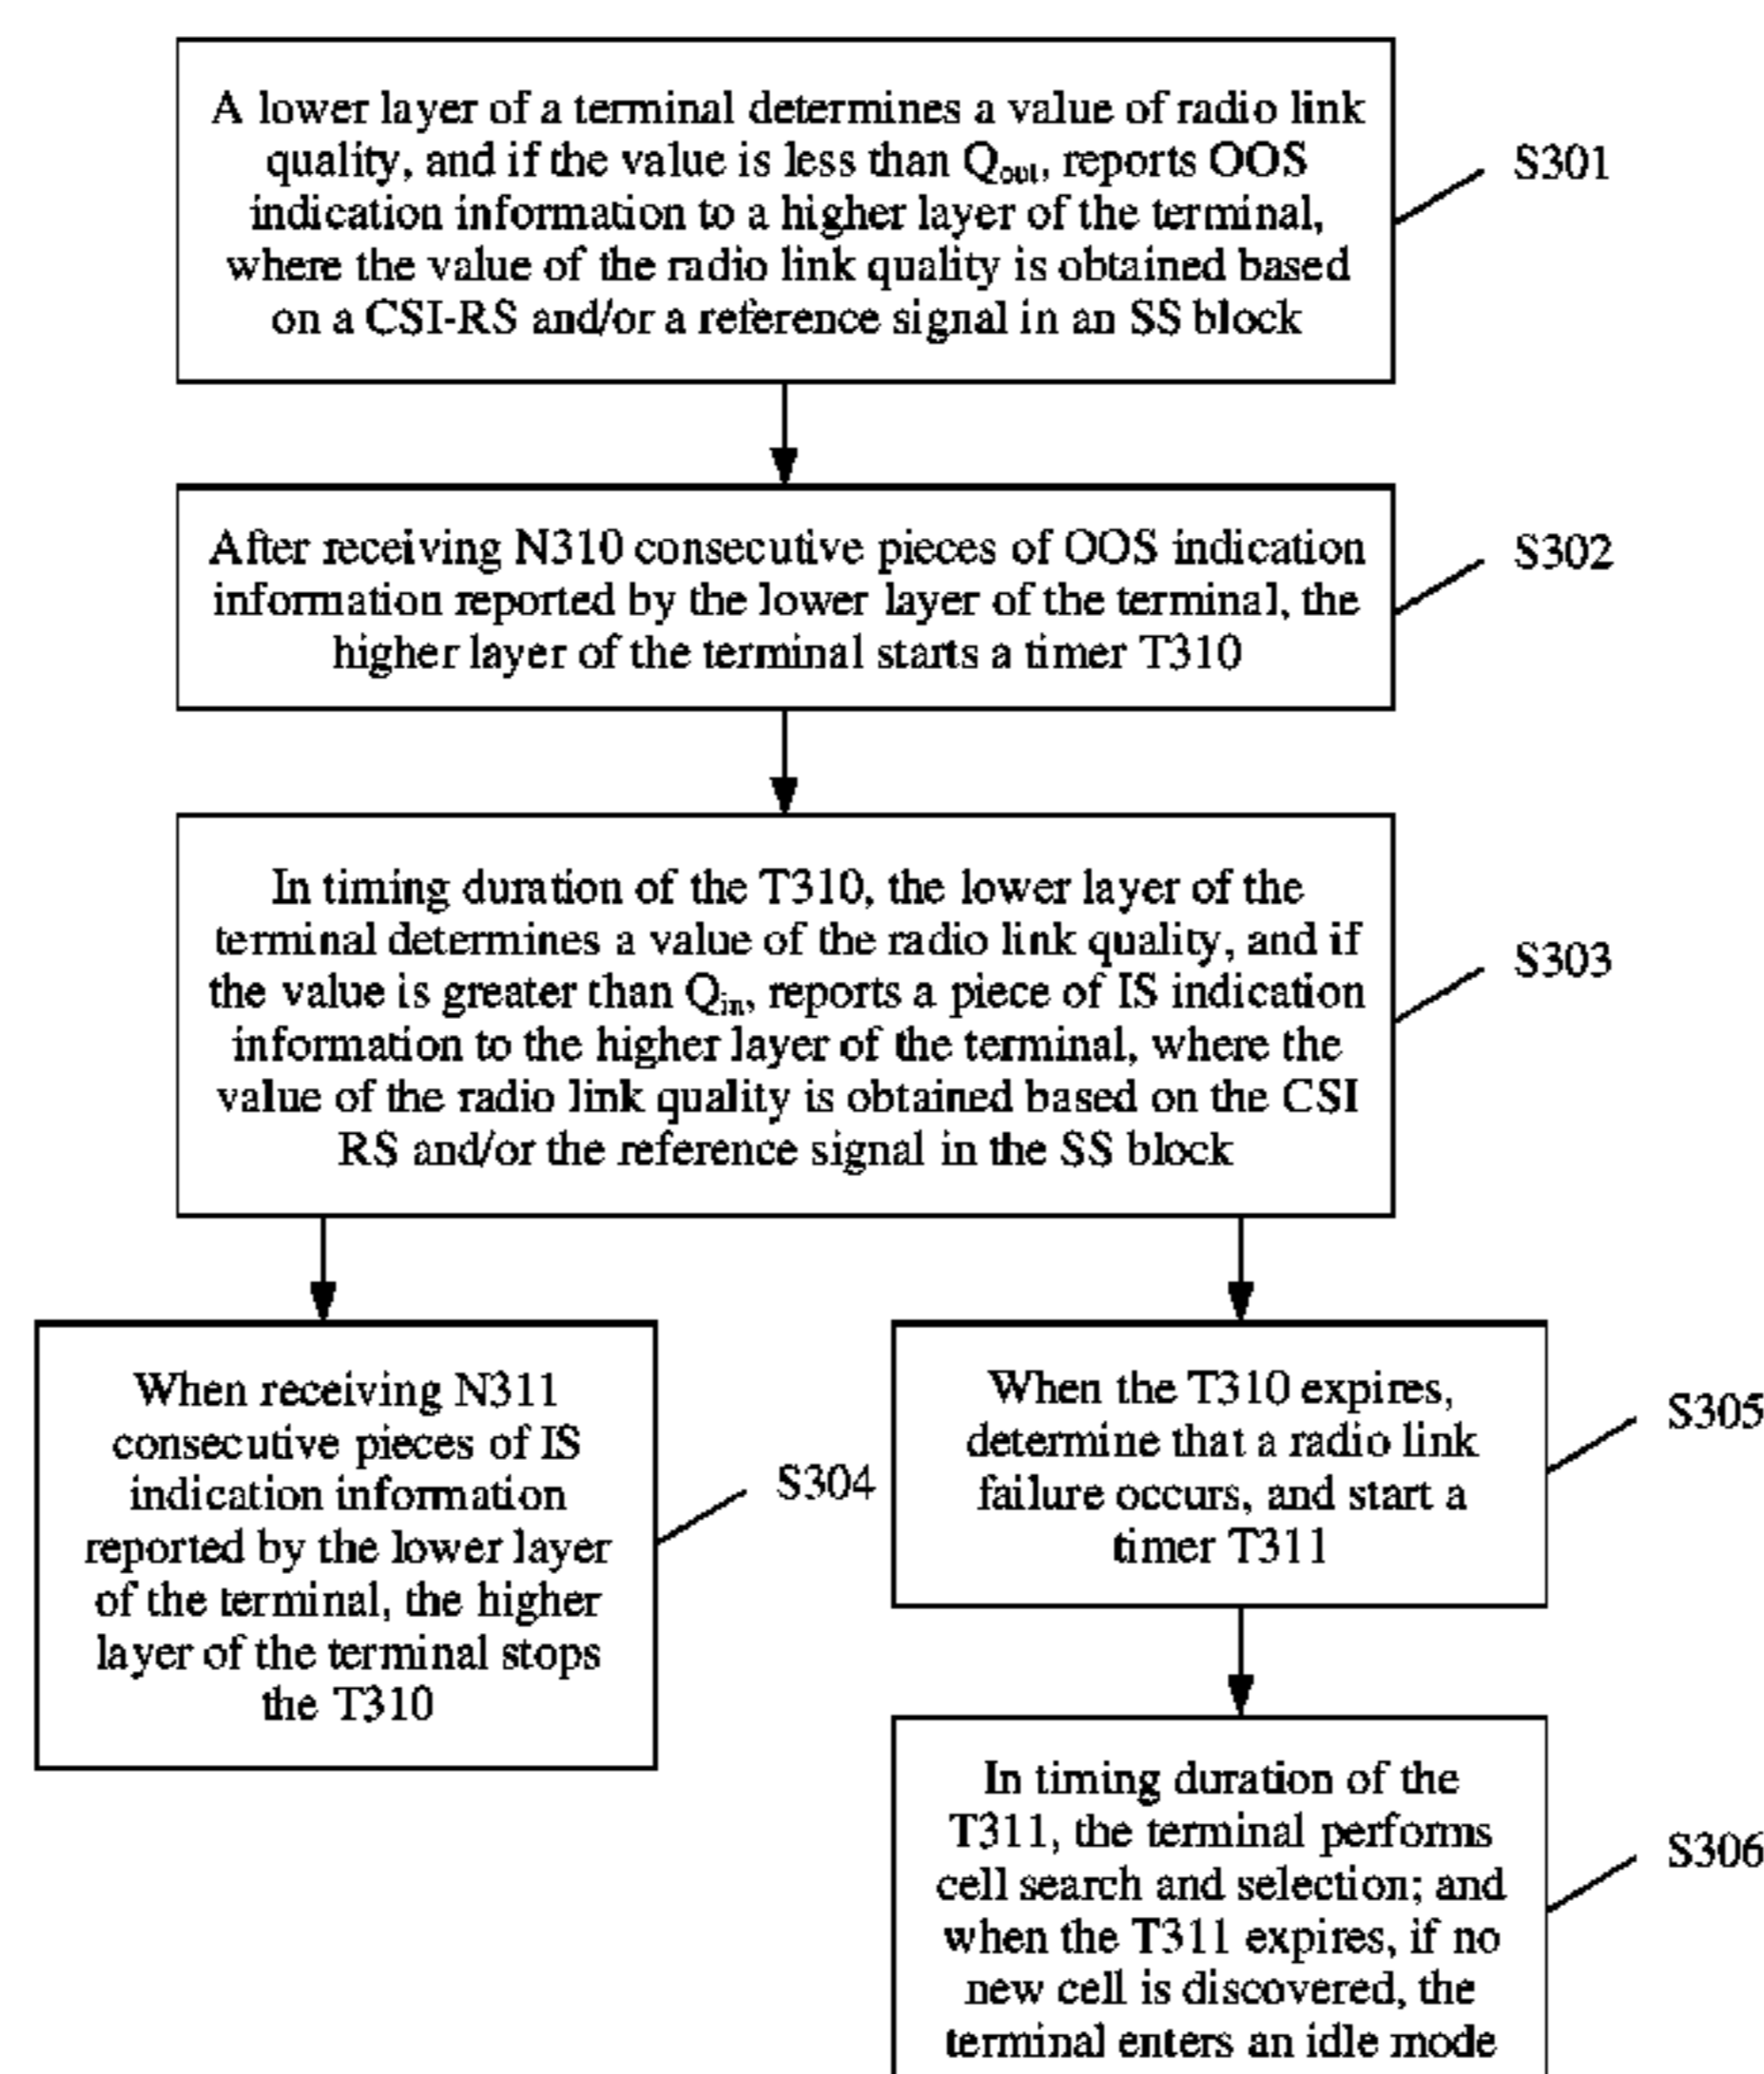 A lower layer of a terminal determines a value of radio link
quality, and if the value is less than Qout, reports OOS
indication information to a higher layer of the terminal,
where the value of the radio link quality is obtained based
on a CSI-RS and/or a reference signal in an SS block
S301
After receiving N310 consecutive pieces of OOS indication
information reported by the lower layer of the terminal, the
higher layer of the terminal starts a timer T310
S302
In timing duration of the T310, the lower layer of the
terminal determines a value of the radio link quality, and if
the value is greater than Qin, reports a piece of IS indication
information to the higher layer of the terminal, where the
value of the radio link quality is obtained based on the CSI
RS and/or the reference signal in the SS block
S303
When receiving N311
consecutive pieces of IS
indication information
reported by the lower layer
of the terminal, the higher
layer of the terminal stops
the T310
S304
When the T310 expires,
determine that a radio link
failure occurs, and start a
timer T311
S305
In timing duration of the
T311, the terminal performs
cell search and selection; and
when the T311 expires, if no
new cell is discovered, the
terminal enters an idle mode
S306